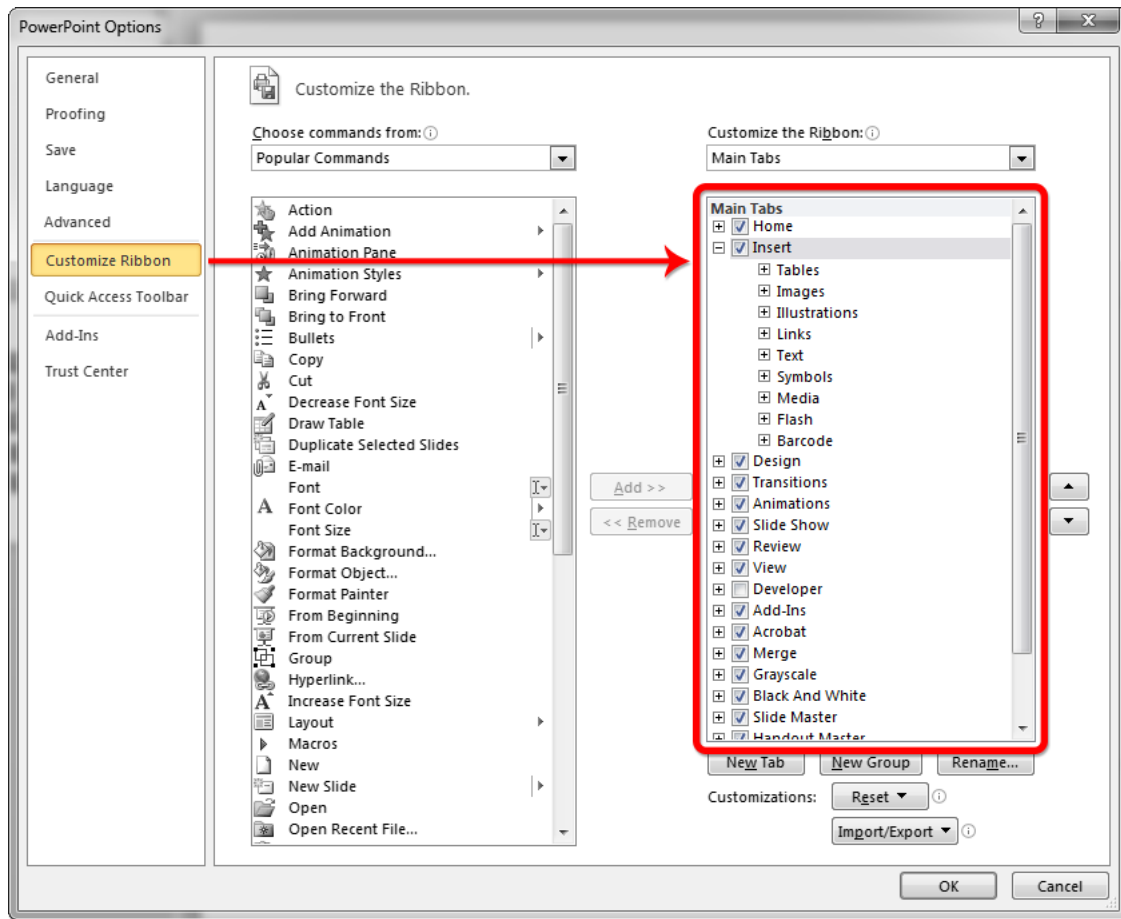 PowerPoint Options
General
Proofing
Save
Language
Advanced
Customize Ribbon
Quick Access Toolbar
Add-Ins
Trust Center
Customize the Ribbon.
Choose commands from:
Popular Commands
Action
Add Animation
Animation Pane
Animation Styles
Bring Forward
Bring to Front
Bullets
Copy
Cut
Decrease Font Size
Draw Table
Duplicate Selected Slides
E-mail
Font
Font Color
Font Size
Format Background...
Format Object...
Format Painter
From Beginning
From Current Slide
Group
Hyperlink...
Increase Font Size
Layout
Macros
New
New Slide
Open
Open Recent File...
Add >>
<< Remove
Customize the Ribbon:
Main Tabs
Main Tabs
Home
Insert
Tables
Images
Illustrations
Links
Text
Symbols
Media
Flash
Barcode
Design
Transitions
Animations
Slide Show
Review
View
Developer
Add-Ins
Acrobat
Merge
Grayscale
Black And White
Slide Master
Handout Master
New Tab
New Group
Rename...
Customizations:
Reset
Import/Export
OK
Cancel